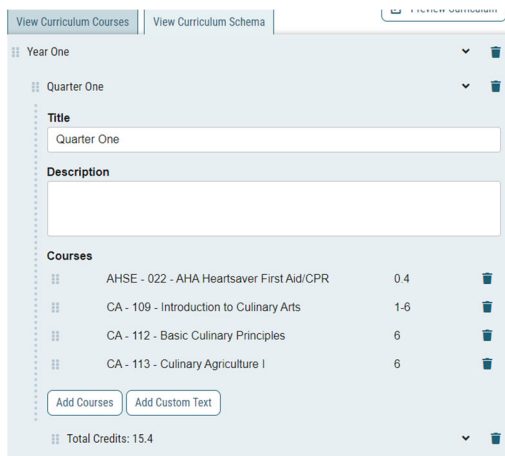 View Curriculum Courses
View Curriculum Schema
Preview Curriculum
Year One
Quarter One
Title
Quarter One
Description
Courses
AHSE - 022 - AHA Heartsaver First Aid/CPR 0.4
CA - 109 - Introduction to Culinary Arts 1-6
CA - 112 - Basic Culinary Principles 6
CA - 113 - Culinary Agriculture I 6
Add Courses Add Custom Text
Total Credits: 15.4